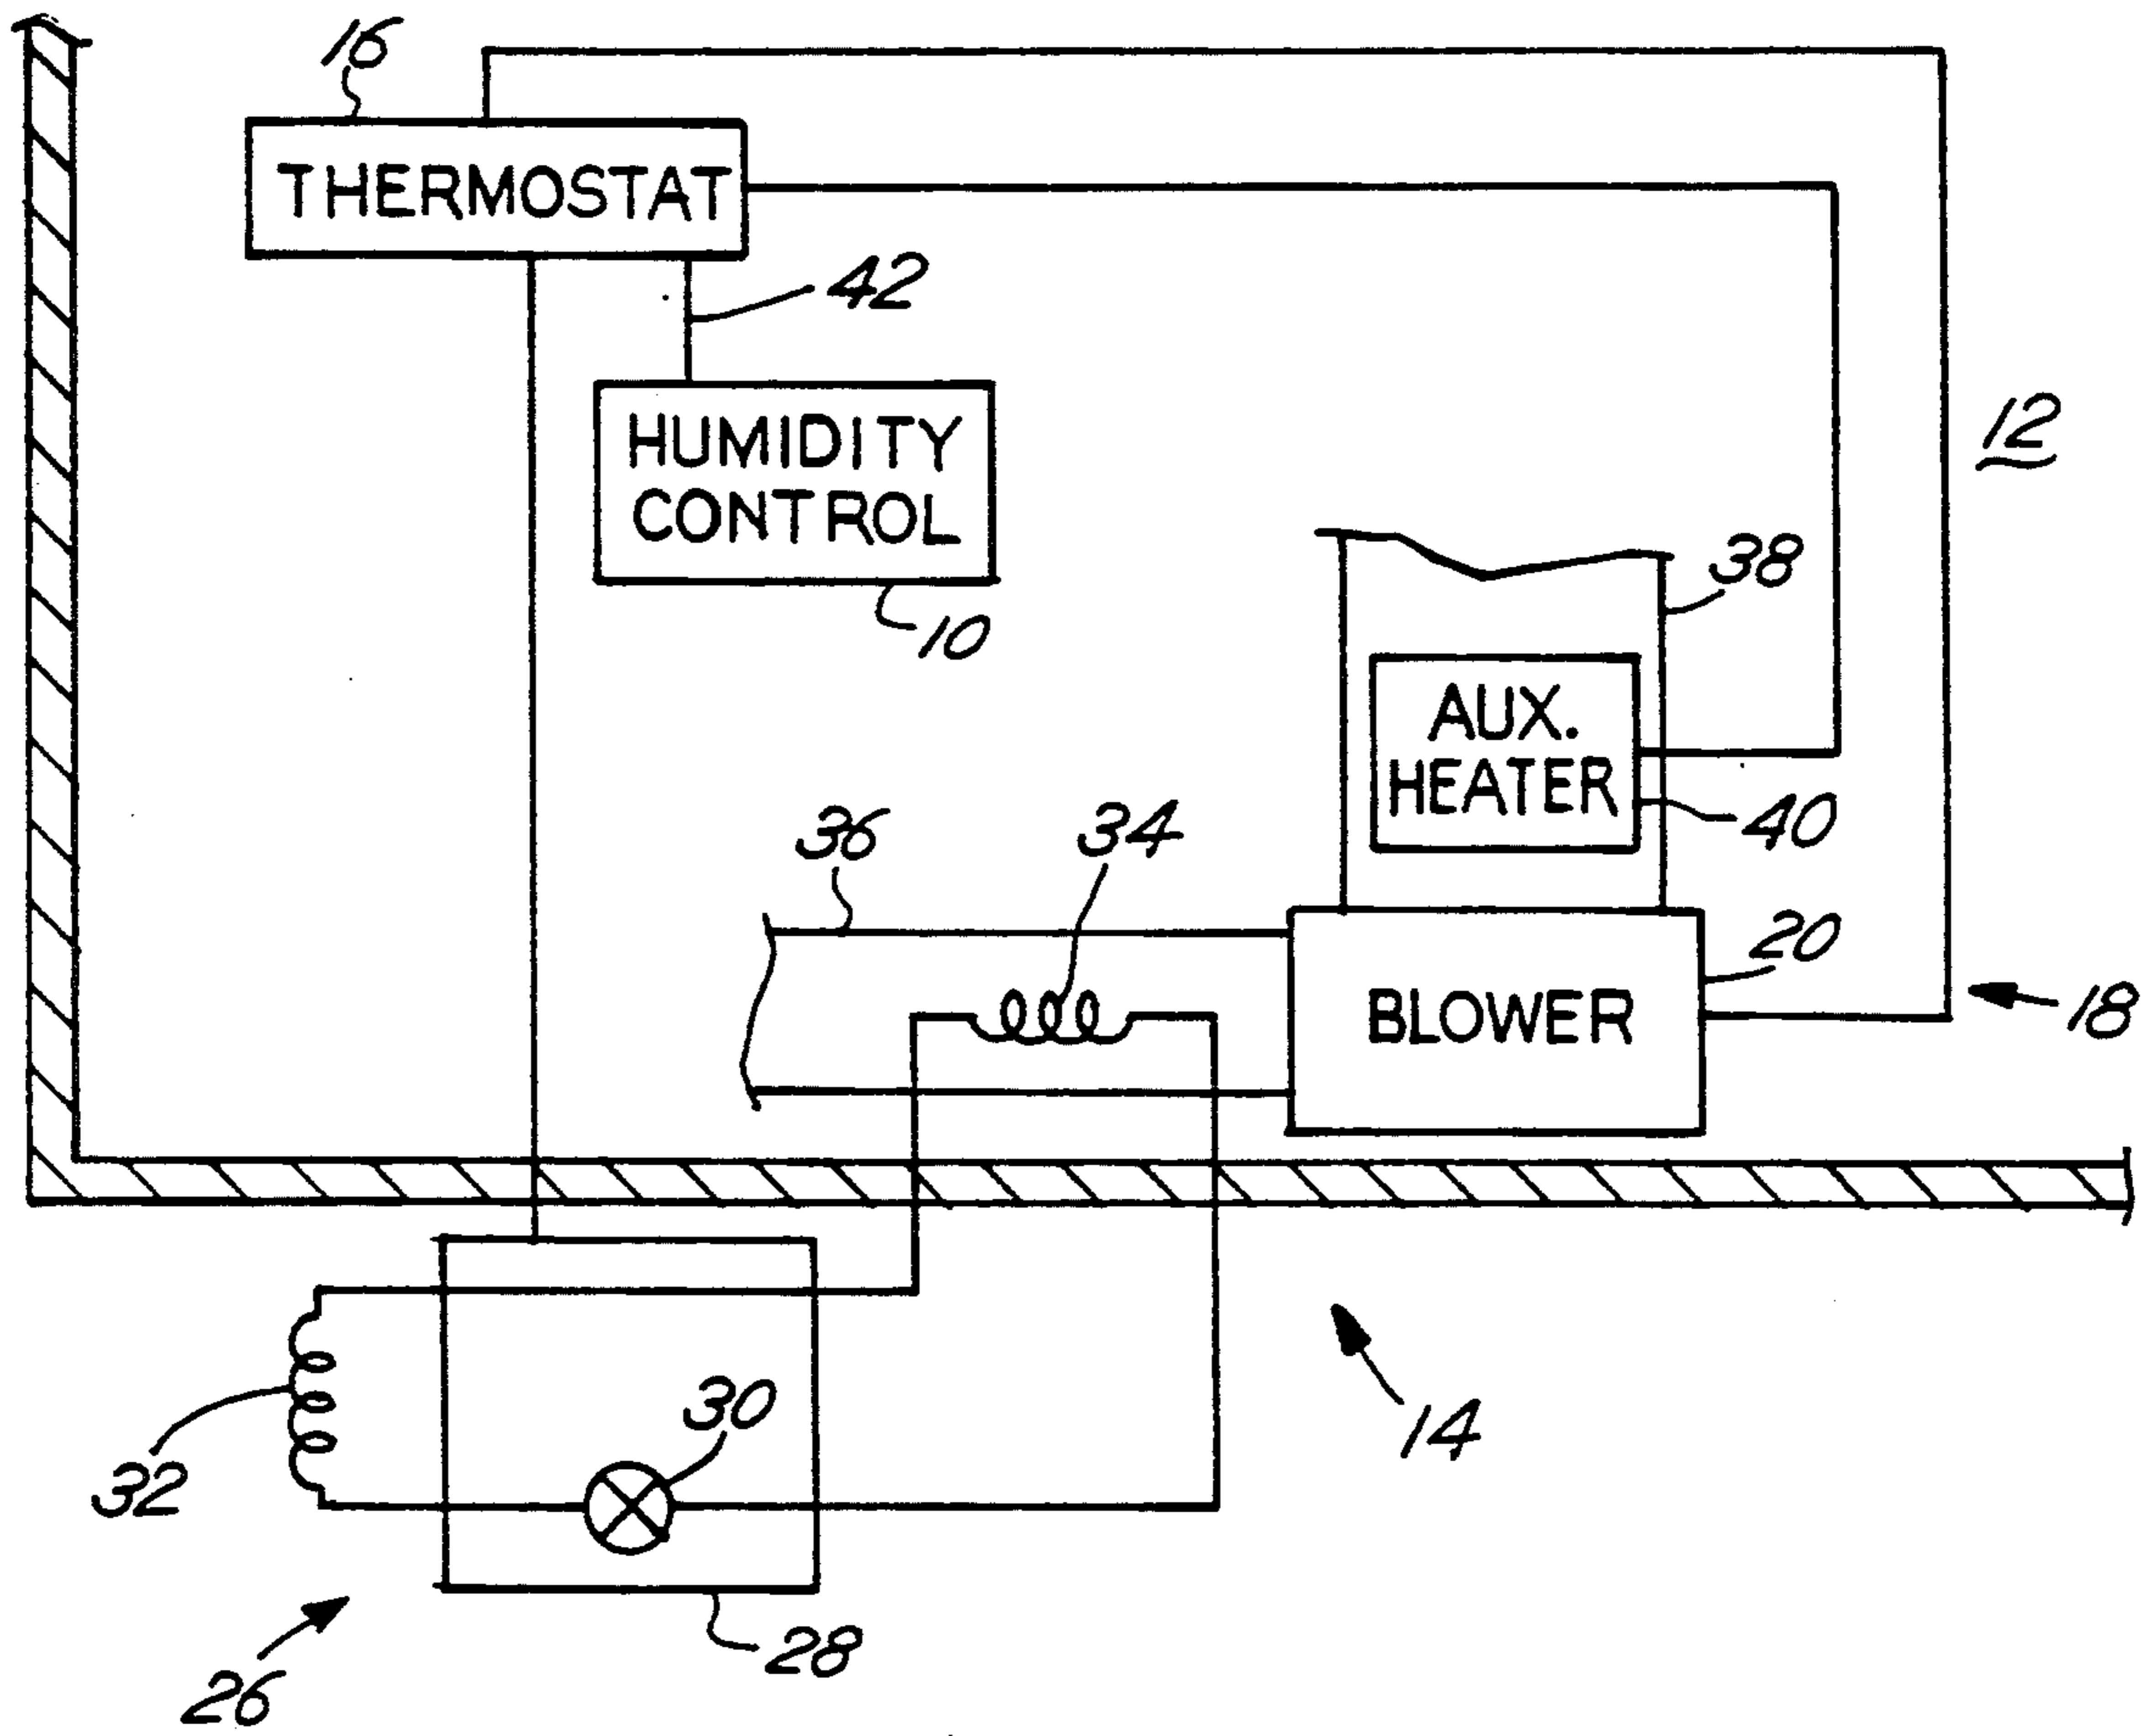 16
THERMOSTAT
42
HUMIDITY
CONTROL
10
12
38
AUX.
HEATER
40
36
34
20
BLOWER
18
30
32
14
28
26